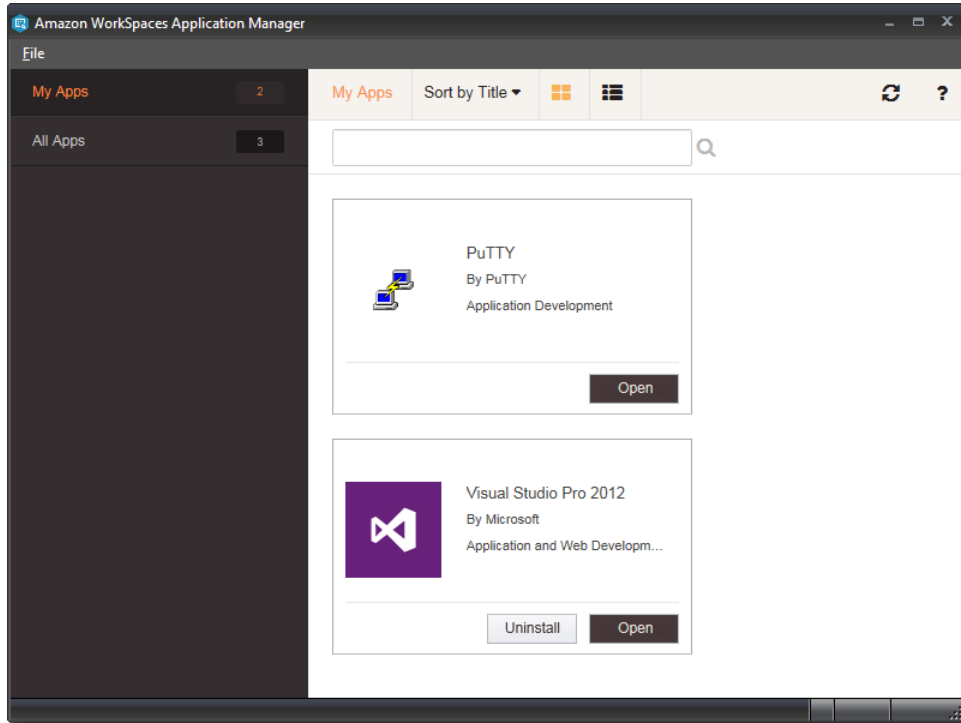 Amazon WorkSpaces Application Manager
File
My Apps 2
All Apps 3
My Apps Sort by Title ?
PuTTY
By PuTTY
Application Development
Open
Visual Studio Pro 2012
By Microsoft
Application and Web Developm...
Uninstall Open